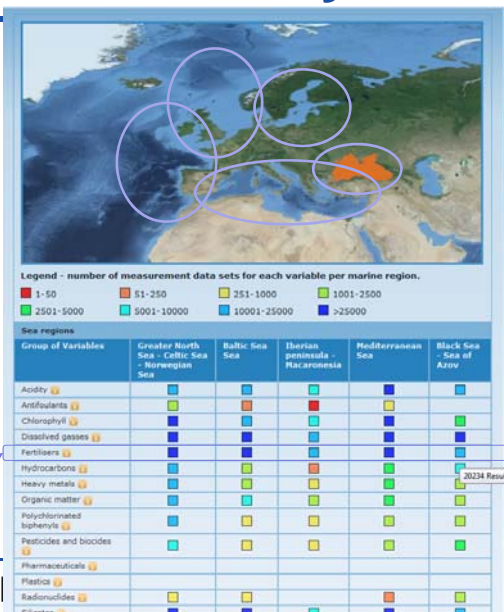 Legend - number of measurement data sets for each variable per marine region.
1-50 51-250 251-1000 1001-2500
2501-5000 5001-10000 10001-25000 >25000
Sea regions
Group of Variables
Greater North Sea - Celtic Sea - Norwegian Sea
Baltic Sea Sea
Iberian peninsula - Macaronesia
Mediterranean Sea
Black Sea - Sea of Azov
Acidity
Antifoulants
Chlorophyll
Dissolved gasses
Fertilisers
Hydrocarbons
20234 Resu
Heavy metals
Organic matter
Polychlorinated
biphenyls
Pesticides and biocides
Pharmaceuticals
Plastics
Radionuclides